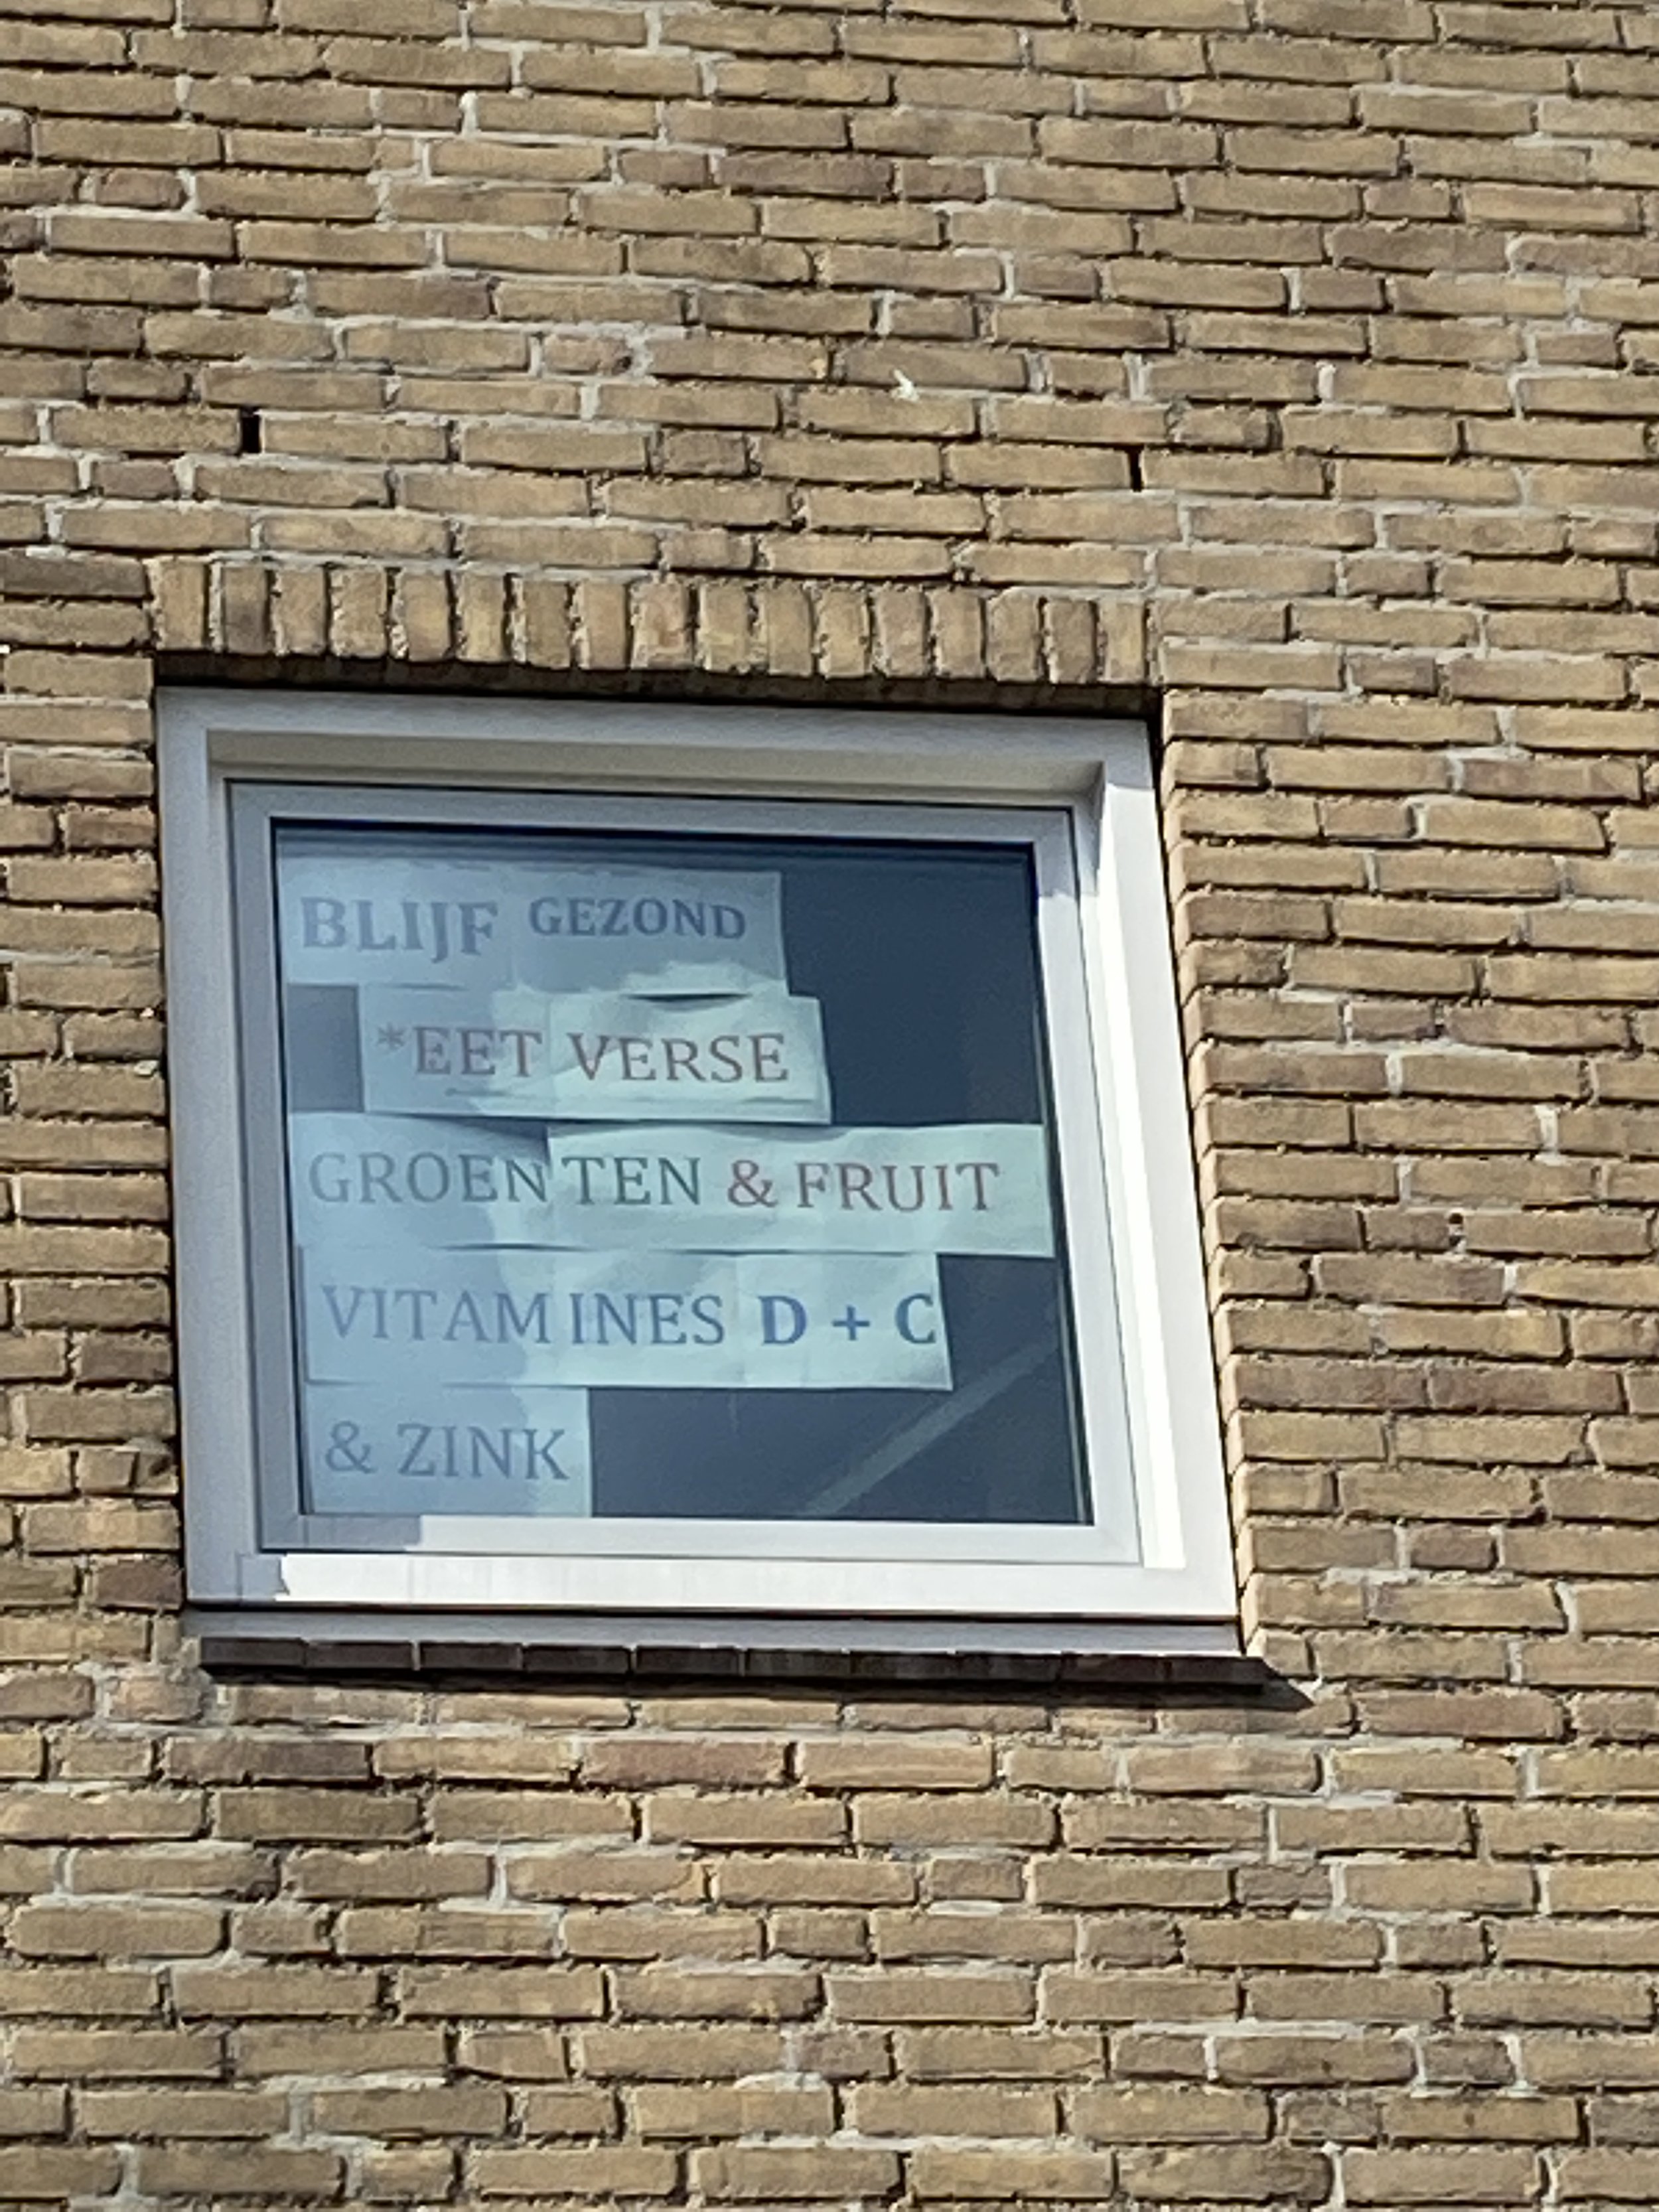 BLIJF GEZOND
*EET VERSE
GROENTEN & FRUIT
VITAMINES D + C
& ZINK